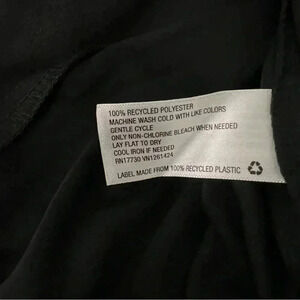 100% RECYCLED POLYESTER
MACHINE WASH COLD WITH LIKE COLORS
GENTLE CYCLE
ONLY NON-CHLORINE BLEACH WHEN NEEDED
LAY FLAT TO DRY
COOL IRON IF NEEDED
RN17730 VN1261424
LABEL MADE FROM 100% RECYCLED PLASTIC